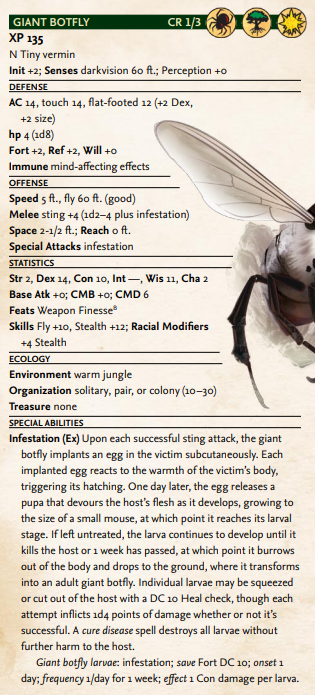 GIANT BOTFLY CR 1/3
XP 135
N Tiny vermin
Init +2; Senses darkvision 60 ft.; Perception +0
DEFENSE
AC 14, touch 14, flat-footed 12 (+2 Dex,
+2 size)
hp 4 (1d8)
Fort +2, Ref +2, Will +0
Immune mind-affecting effects
OFFENSE
Speed 5 ft., fly 60 ft. (good)
Melee sting +4 (1d2–4 plus infestation)
Space 2-1/2 ft.; Reach 0 ft.
Special Attacks infestation
STATISTICS
Str 2, Dex 14, Con 10, Int —, Wis 11, Cha 2
Base Atk +0; CMB +0; CMD 6
Feats Weapon Finesseᴮ
Skills Fly +10, Stealth +12; Racial Modifiers
+4 Stealth
ECOLOGY
Environment warm jungle
Organization solitary, pair, or colony (10–30)
Treasure none
SPECIAL ABILITIES
Infestation (Ex) Upon each successful sting attack, the giant
botfly implants an egg in the victim subcutaneously. Each
implanted egg reacts to the warmth of the victim's body,
triggering its hatching. One day later, the egg releases a
pupa that devours the host's flesh as it develops, growing to
the size of a small mouse, at which point it reaches its larval
stage. If left untreated, the larva continues to develop until it
kills the host or 1 week has passed, at which point it burrows
out of the body and drops to the ground, where it transforms
into an adult giant botfly. Individual larvae may be squeezed
or cut out of the host with a DC 10 Heal check, though each
attempt inflicts 1d4 points of damage whether or not it's
successful. A cure disease spell destroys all larvae without
further harm to the host.
Giant botfly larvae: infestation; save Fort DC 10; onset 1
day; frequency 1/day for 1 week; effect 1 Con damage per larva.